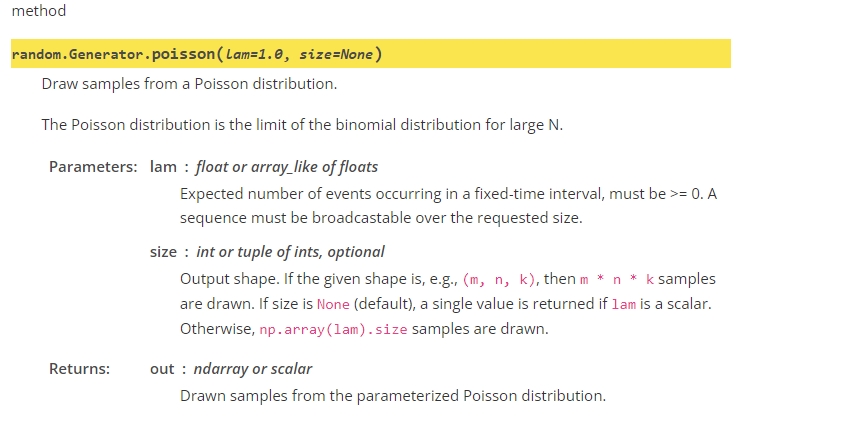 method
random.Generator.poisson(lam=1.0, size=None)
Draw samples from a Poisson distribution.
The Poisson distribution is the limit of the binomial distribution for large N.
Parameters: lam : float or array_like of floats
Expected number of events occurring in a fixed-time interval, must be >= 0. A
sequence must be broadcastable over the requested size.
size : int or tuple of ints, optional
Output shape. If the given shape is, e.g., (m, n, k), then m * n * k samples
are drawn. If size is None (default), a single value is returned if lam is a scalar.
Otherwise, np.array(lam).size samples are drawn.
Returns: out : ndarray or scalar
Drawn samples from the parameterized Poisson distribution.